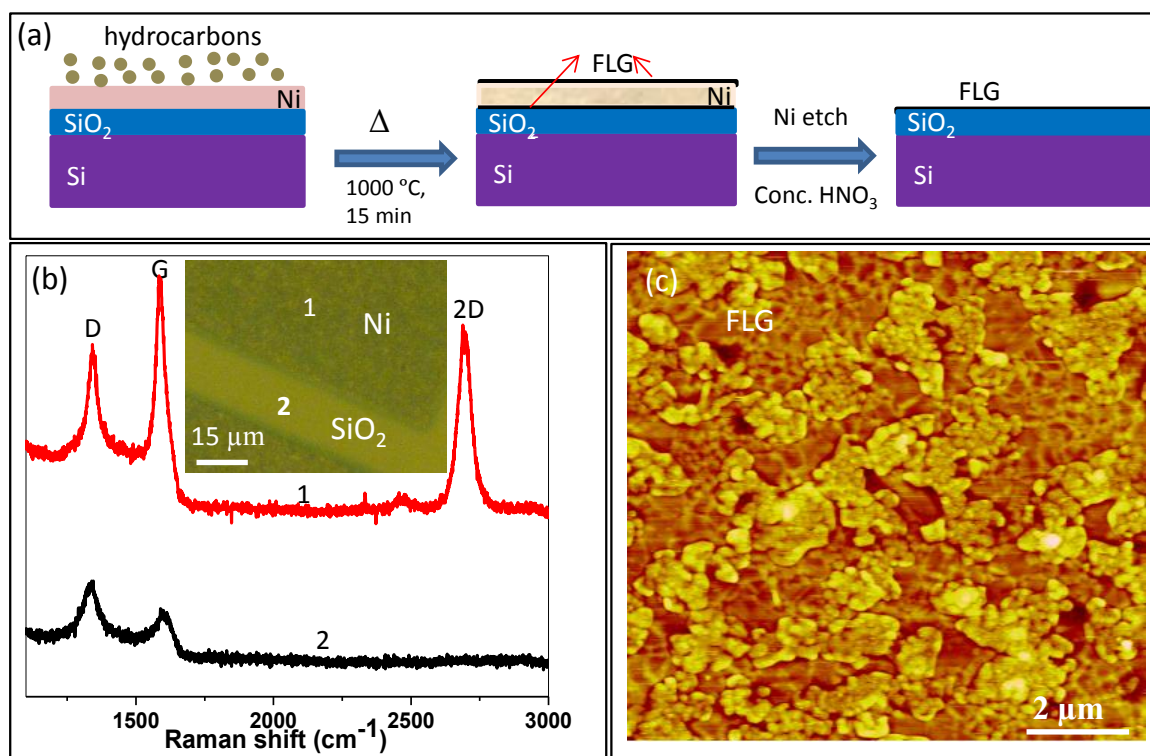 (a)
hydrocarbons
Ni
SiO₂
Si
Δ
1000 °C,
15 min
FLG
Ni
SiO₂
Si
Ni etch
Conc. HNO₃
FLG
SiO₂
Si
(b)
D
G
2D
1
Ni
2
SiO₂
15 µm
1
2
1500 2000 2500 3000
Raman shift (cm⁻¹)
(c)
FLG
2 µm